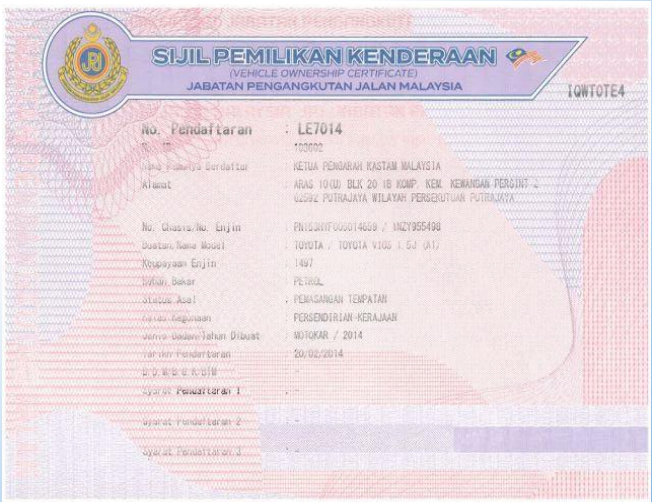 SIJIL PEMILIKAN KENDERAAN
(VEHICLE OWNERSHIP CERTIFICATE)
JABATAN PENGANGKUTAN JALAN MALAYSIA
IQWTOTE4
No. Pendaftaran : LE7014
103602
Nama Pemunya Berdaftar : KETUA PENGARAH KASTAM MALAYSIA
Alamat : ARAS 10(U) BLK 20 IB KOMP. KEM. KEWANGAN PERSINT 2
62592 PUTRAJAYA WILAYAH PERSEKUTUAN PUTRAJAYA
No. Chasis/No. Enjin : / 1NZY955498
Buatan/Nama Model : TOYOTA / TOYOTA VIOS 1.5J (A1)
Keupayaan Enjin : 1497
Bahan Bakar : PETROL
Status Asal : PEMASANGAN TEMPATAN
Kelas Kegunaan : PERSENDIRIAN-KERAJAAN
Jenis Badan/Tahun Dibuat : MOTOKAR / 2014
Tarikh Pendaftaran : 20/02/2014
-
Syarat Pendaftaran 1 : -
Syarat Pendaftaran 2 : -
Syarat Pendaftaran 3 : -